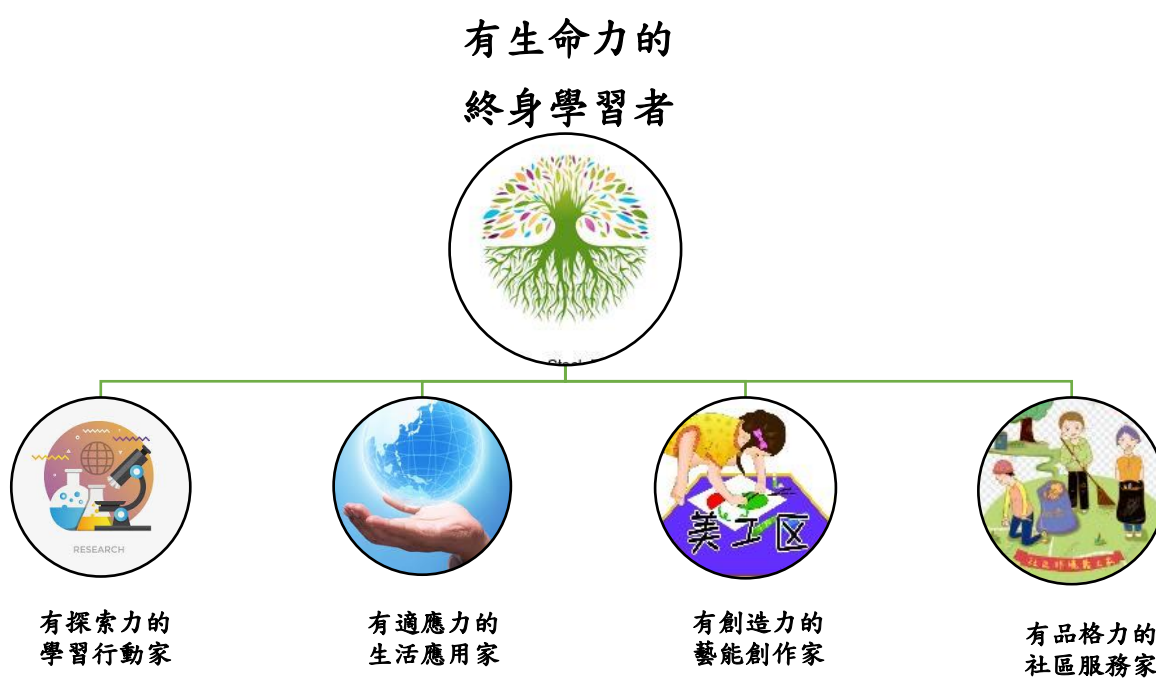 有生命力的
終身學習者
RESEARCH
美工区
有探索力的
學習行動家
有適應力的
生活應用家
有創造力的
藝能創作家
有品格力的
社區服務家